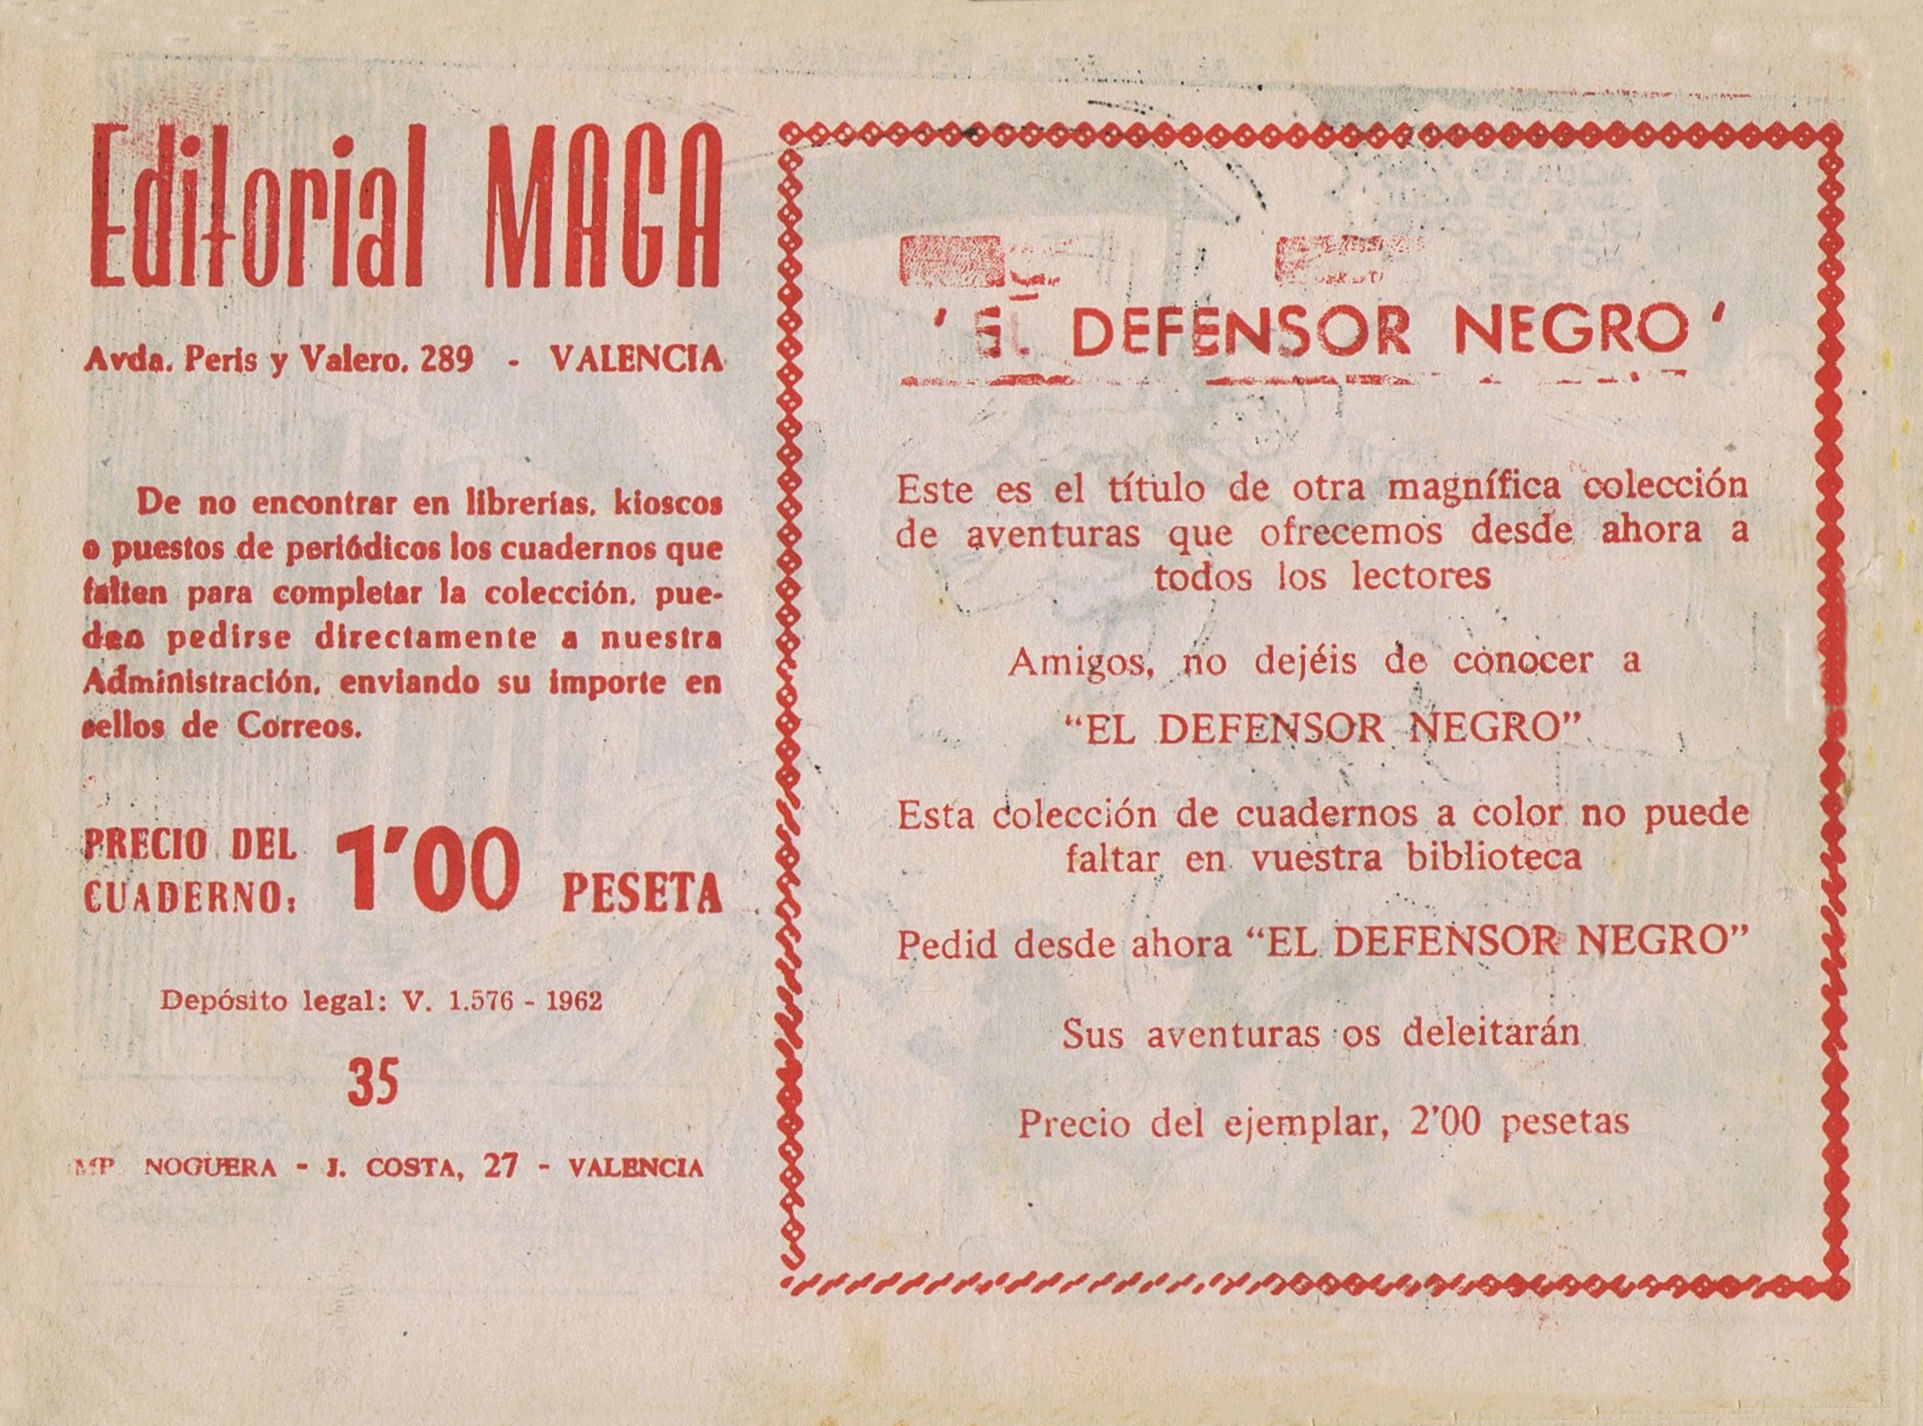 Editorial MAGA
Avda. Peris y Valero, 289 - VALENCIA
De no encontrar en librerías, kioscos
o puestos de periódicos los cuadernos que
falten para completar la colección, pue-
den pedirse directamente a nuestra
Administración, enviando su importe en
sellos de Correos.
PRECIO DEL
CUADERNO: 1'00 PESETA
Depósito legal: V. 1.576 - 1962
35
IMP. NOGUERA - J. COSTA, 27 - VALENCIA
' EL DEFENSOR NEGRO '
Este es el título de otra magnífica colección
de aventuras que ofrecemos desde ahora a
todos los lectores
Amigos, no dejéis de conocer a
“EL DEFENSOR NEGRO”
Esta colección de cuadernos a color no puede
faltar en vuestra biblioteca
Pedid desde ahora “EL DEFENSOR NEGRO”
Sus aventuras os deleitarán
Precio del ejemplar, 2'00 pesetas